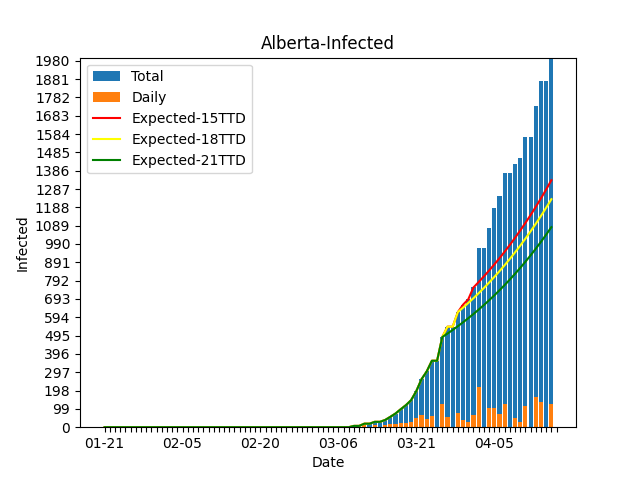 Alberta-Infected
Total
Daily
Expected-15TTD
Expected-18TTD
Expected-21TTD
Infected
1980
1881
1782
1683
1584
1485
1386
1287
1188
1089
990
891
792
693
594
495
396
297
198
99
0
01-21 02-05 02-20 03-06 03-21 04-05
Date